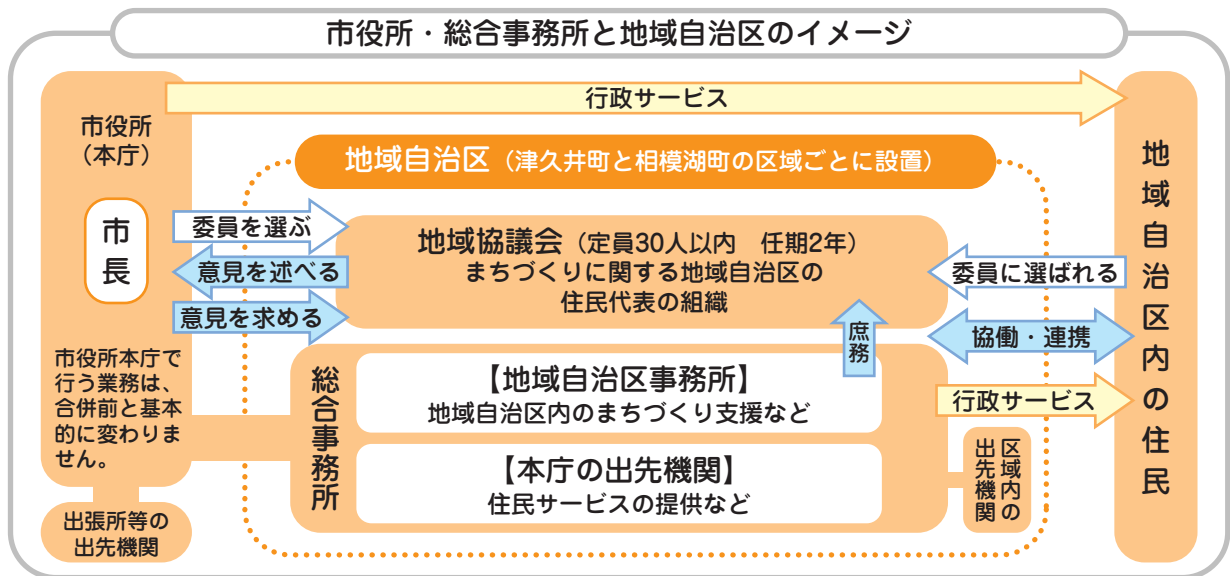 市役所・総合事務所と地域自治区のイメージ
行政サービス
市役所
（本庁）
市長
地域自治区（津久井町と相模湖町の区域ごとに設置）
委員を選ぶ
意見を述べる
意見を求める
地域協議会（定員30人以内　任期2年）
まちづくりに関する地域自治区の
住民代表の組織
委員に選ばれる
協働・連携
庶務
市役所本庁で
行う業務は、
合併前と基本
的に変わりま
せん。
総合事務所
【地域自治区事務所】
地域自治区内のまちづくり支援など
【本庁の出先機関】
住民サービスの提供など
行政サービス
区域内の
出先機関
出張所等の
出先機関
地域自治区内の住民